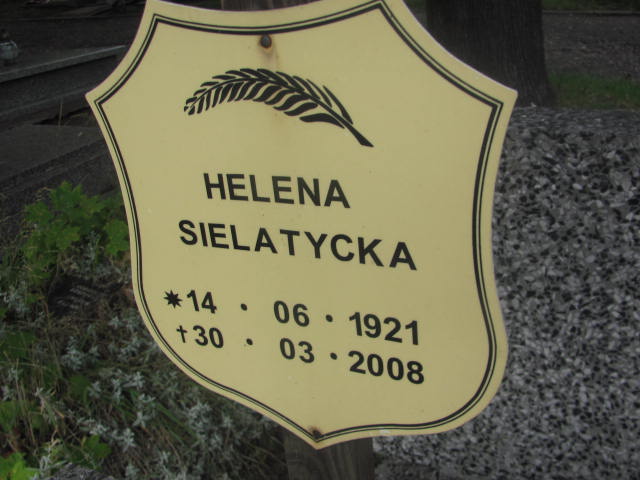 HELENA
SIELATYCKA
*14 · 06 · 1921
†30 · 03 · 2008